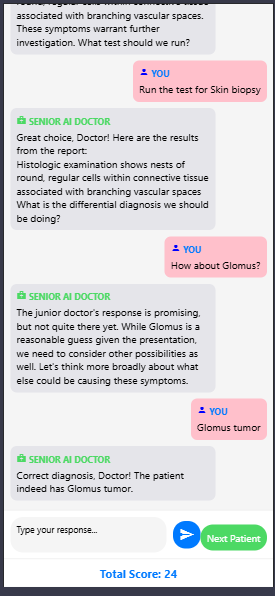 round, regular cells within connective tissue
associated with branching vascular spaces.
These symptoms warrant further
investigation. What test should we run?
YOU
Run the test for Skin biopsy
SENIOR AI DOCTOR
Great choice, Doctor! Here are the results
from the report:
Histologic examination shows nests of
round, regular cells within connective tissue
associated with branching vascular spaces
What is the differential diagnosis we should
be doing?
YOU
How about Glomus?
SENIOR AI DOCTOR
The junior doctor's response is promising,
but not quite there yet. While Glomus is a
reasonable guess given the presentation,
we need to consider other possibilities as
well. Let's think more broadly about what
else could be causing these symptoms.
YOU
Glomus tumor
SENIOR AI DOCTOR
Correct diagnosis, Doctor! The patient
indeed has Glomus tumor.
Type your response...
Next Patient
Total Score: 24